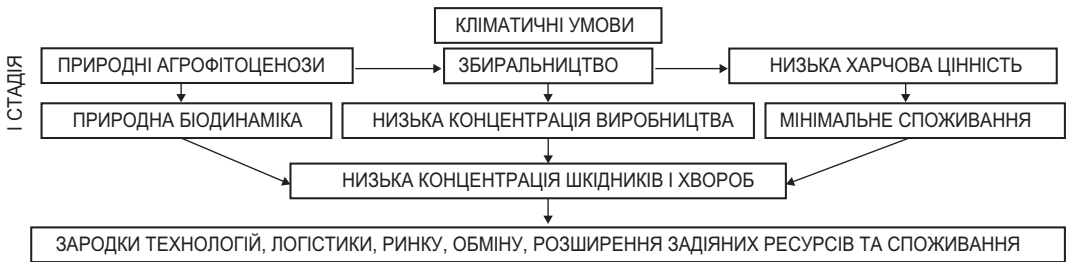 КЛІМАТИЧНІ УМОВИ
І СТАДІЯ
ПРИРОДНІ АГРОФІТОЦЕНОЗИ
ЗБИРАЛЬНИЦТВО
НИЗЬКА ХАРЧОВА ЦІННІСТЬ
ПРИРОДНА БІОДИНАМІКА
НИЗЬКА КОНЦЕНТРАЦІЯ ВИРОБНИЦТВА
МІНІМАЛЬНЕ СПОЖИВАННЯ
НИЗЬКА КОНЦЕНТРАЦІЯ ШКІДНИКІВ І ХВОРОБ
ЗАРОДКИ ТЕХНОЛОГІЙ, ЛОГІСТИКИ, РИНКУ, ОБМІНУ, РОЗШИРЕННЯ ЗАДІЯНИХ РЕСУРСІВ ТА СПОЖИВАННЯ